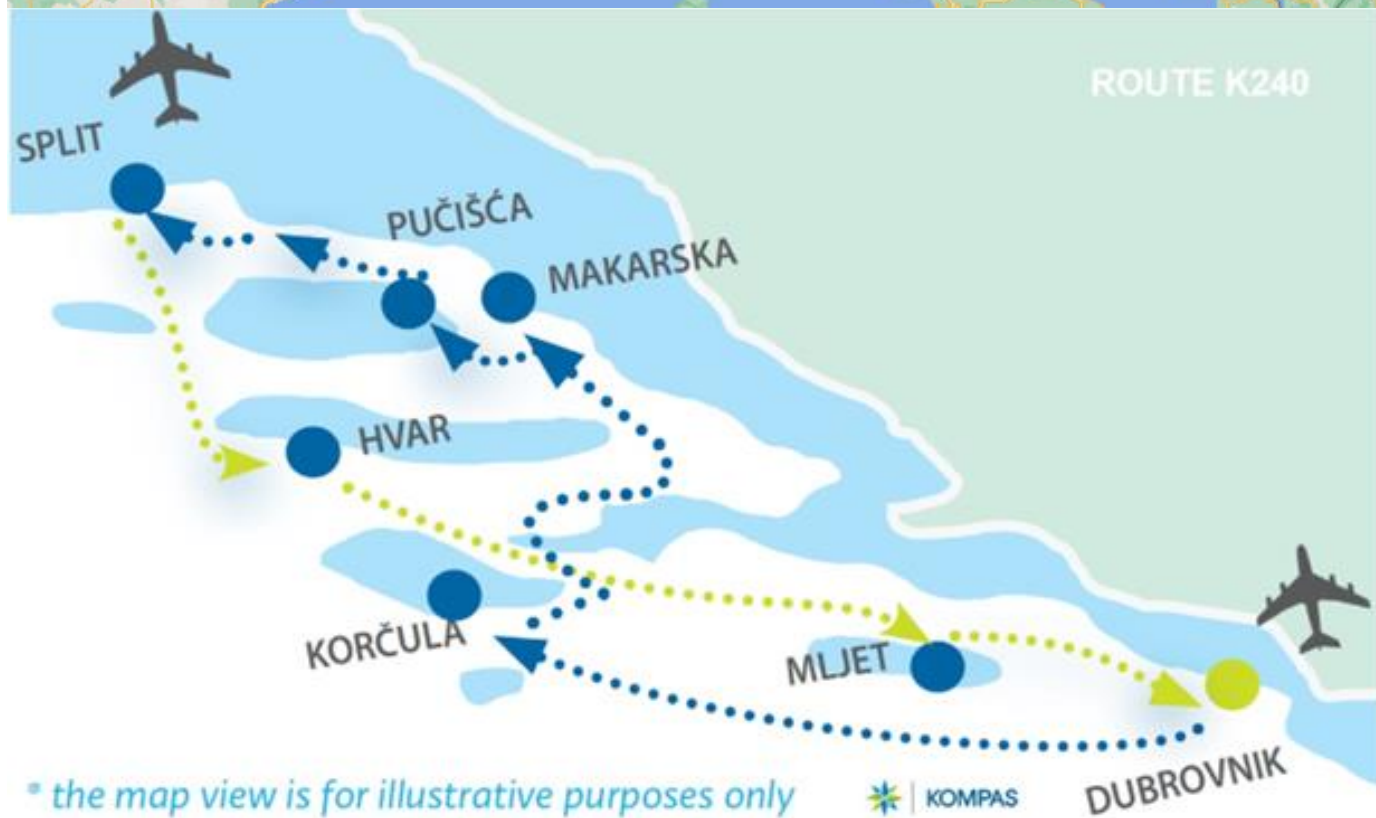 ROUTE K240
SPLIT
PUČIŠĆA
MAKARSKA
HVAR
KORČULA
MLJET
DUBROVNIK
* the map view is for illustrative purposes only
KOMPAS